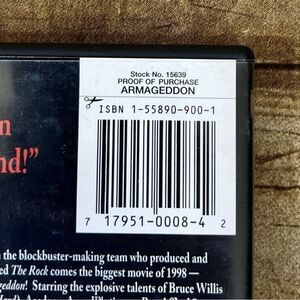 Stock No. 15639
PROOF OF PURCHASE
ARMAGEDDON
ISBN 1-55890-900-1
n
nd!"
7 17951 0008 4 2
n the blockbuster-making team who produced and
ed The Rock comes the biggest movie of 1998 —
geddon! Starring the explosive talents of Bruce Willis